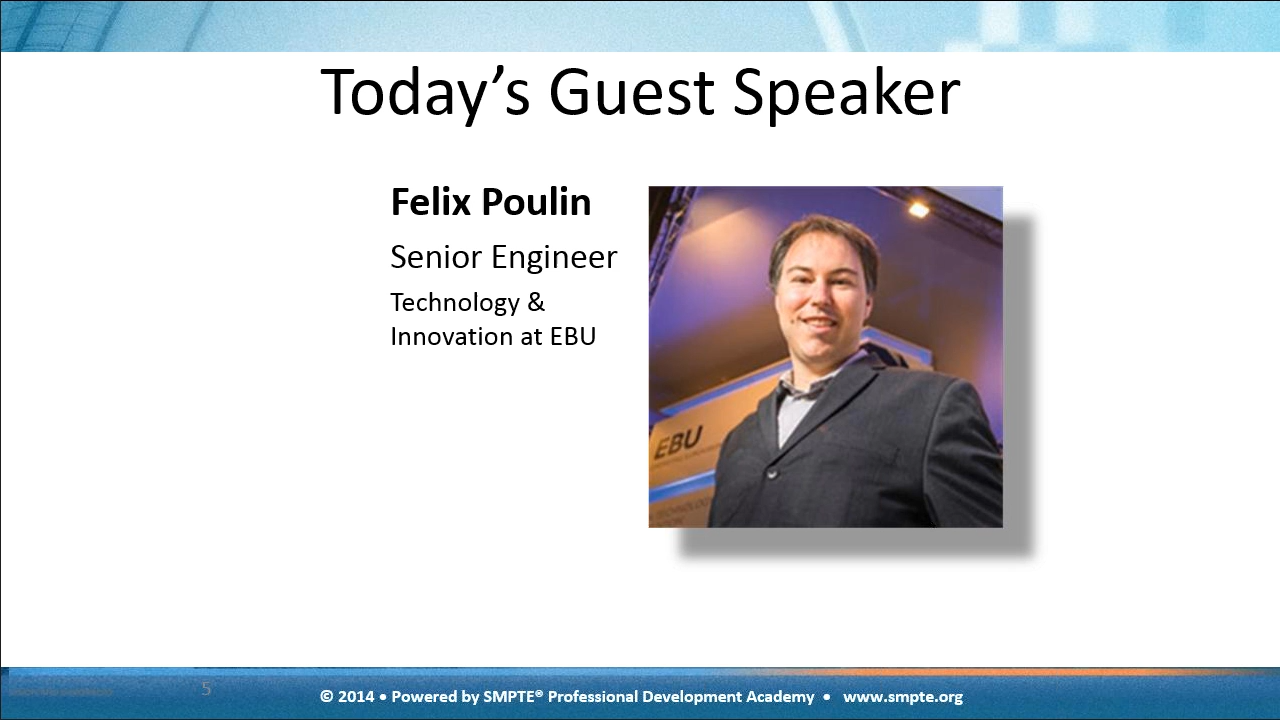 Today’s Guest Speaker
Felix Poulin
Senior Engineer
Technology &
Innovation at EBU
EBU
5
© 2014 • Powered by SMPTE® Professional Development Academy • www.smpte.org